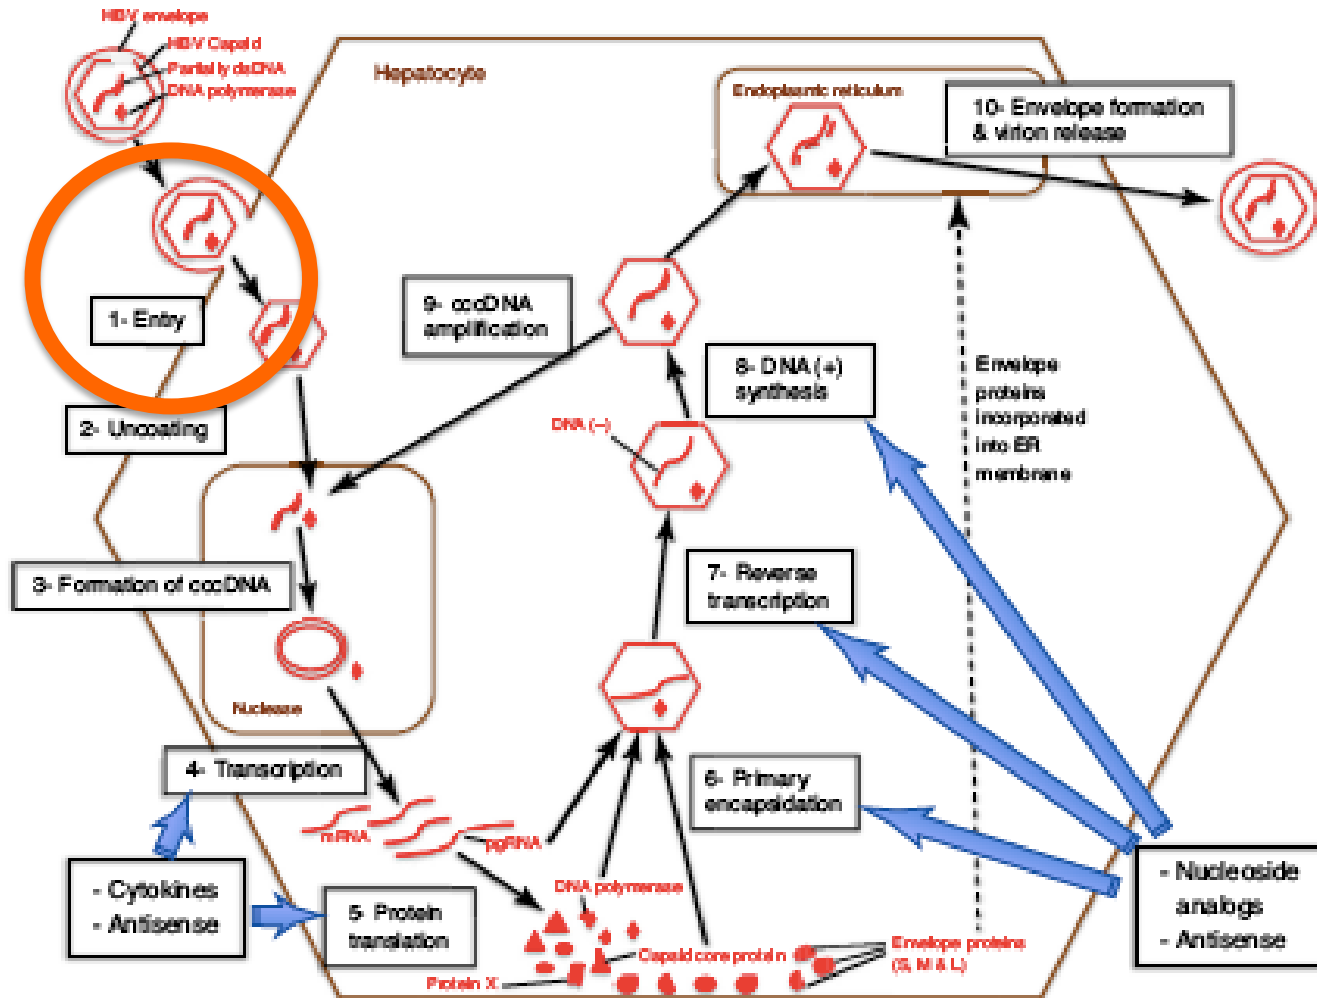 HBV envelope
HBV Capsid
Partially dsDNA
DNA polymerase
Hepatocyte
Endoplasmic reticulum
10- Envelope formation
& virion release
1- Entry
2- Uncoating
9- cccDNA
amplification
8- DNA (+)
synthesis
Envelope
proteins
incorporated
into ER
membrane
DNA (–)
3- Formation of cccDNA
7- Reverse
transcription
Nuclease
4- Transcription
6- Primary
encapsidation
mRNA
pgRNA
- Cytokines
- Antisense
DNA polymerase
5- Protein
translation
Capsid core protein
Protein X
Envelope proteins
(S, M & L)
- Nucleoside
analogs
- Antisense